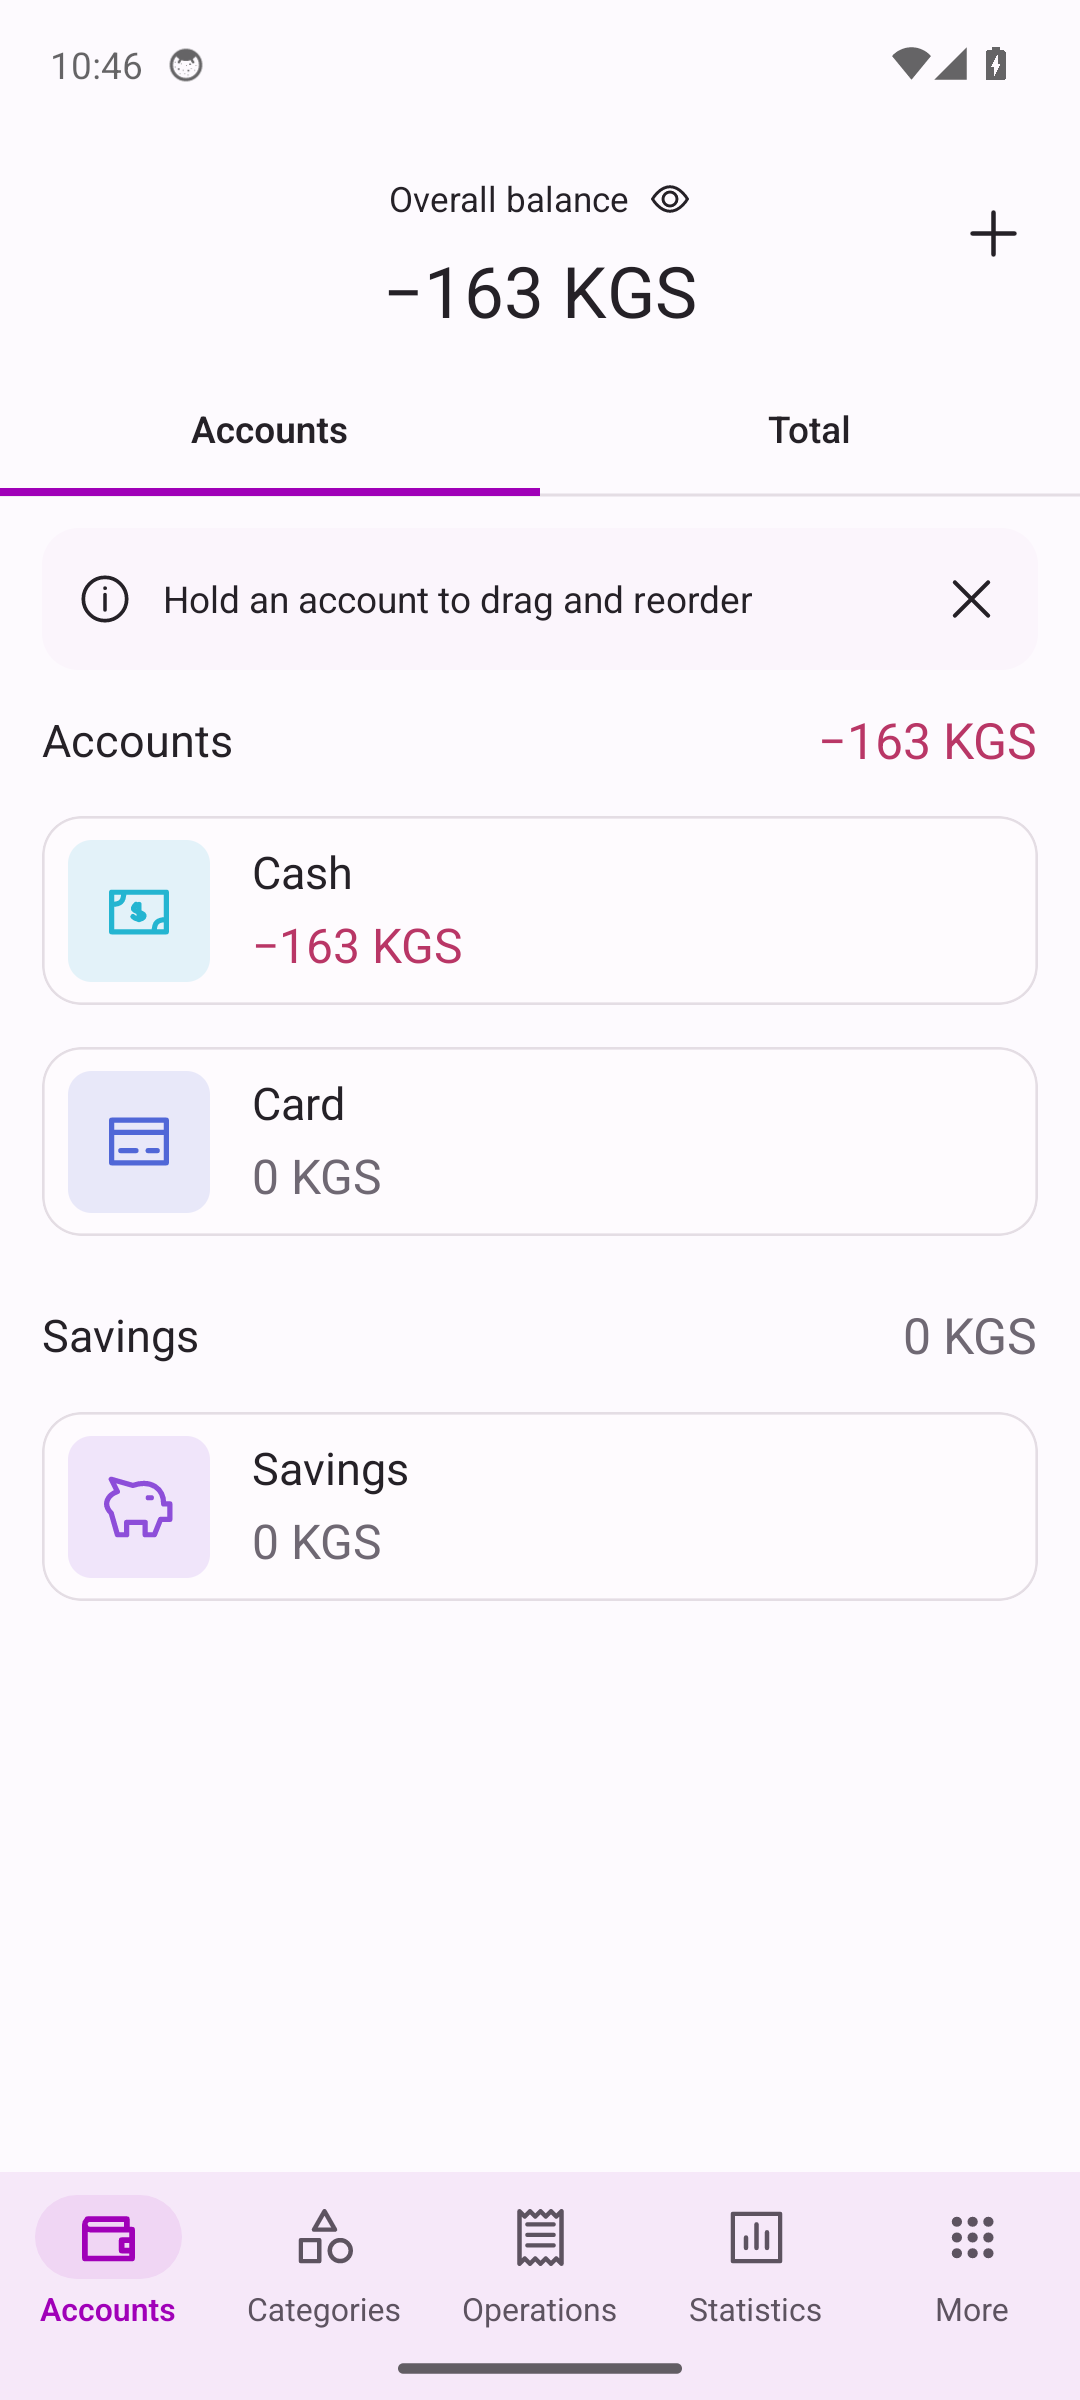 10:46
Overall balance
−163 KGS
Accounts
Total
Hold an account to drag and reorder
Accounts
−163 KGS
Cash
−163 KGS
Card
0 KGS
Savings
0 KGS
Savings
0 KGS
Accounts
Categories
Operations
Statistics
More